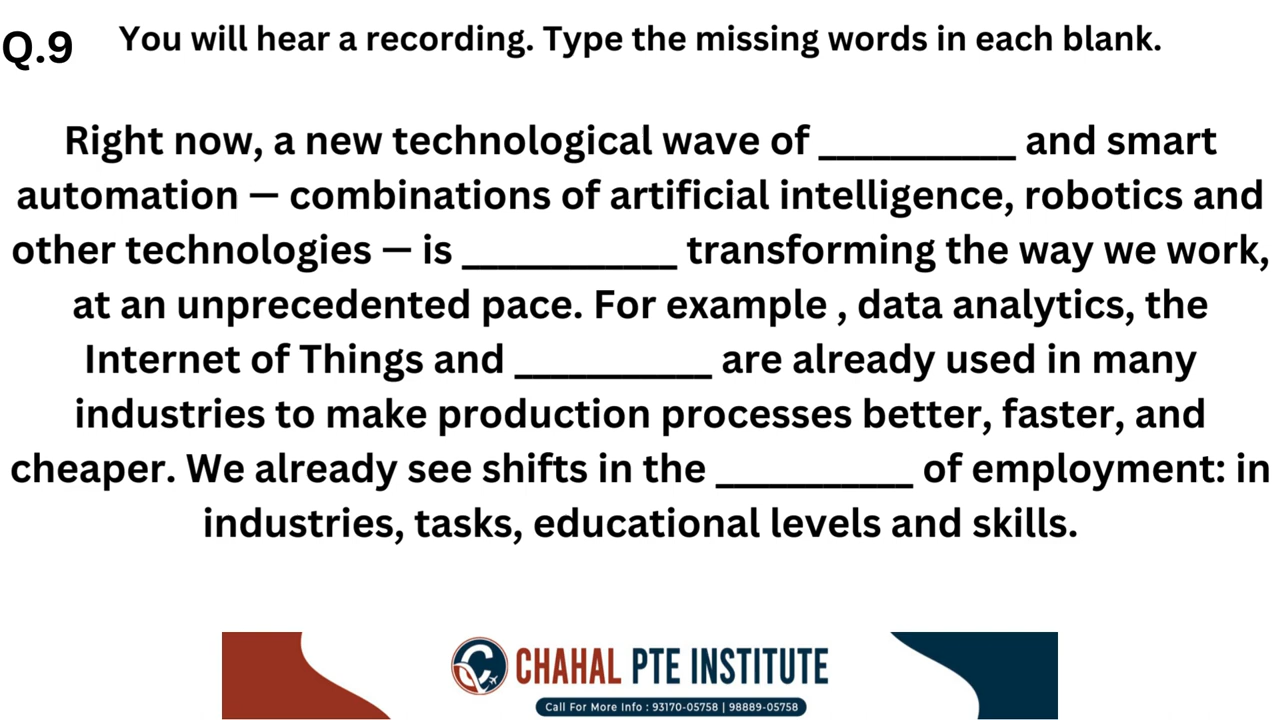 Q.9 You will hear a recording. Type the missing words in each blank.
Right now, a new technological wave of ___________ and smart
automation — combinations of artificial intelligence, robotics and
other technologies — is ____________ transforming the way we work,
at an unprecedented pace. For example , data analytics, the
Internet of Things and ___________ are already used in many
industries to make production processes better, faster, and
cheaper. We already see shifts in the ___________ of employment: in
industries, tasks, educational levels and skills.
CHAHAL PTE INSTITUTE
Call For More Info : 93170-05758 | 98889-05758